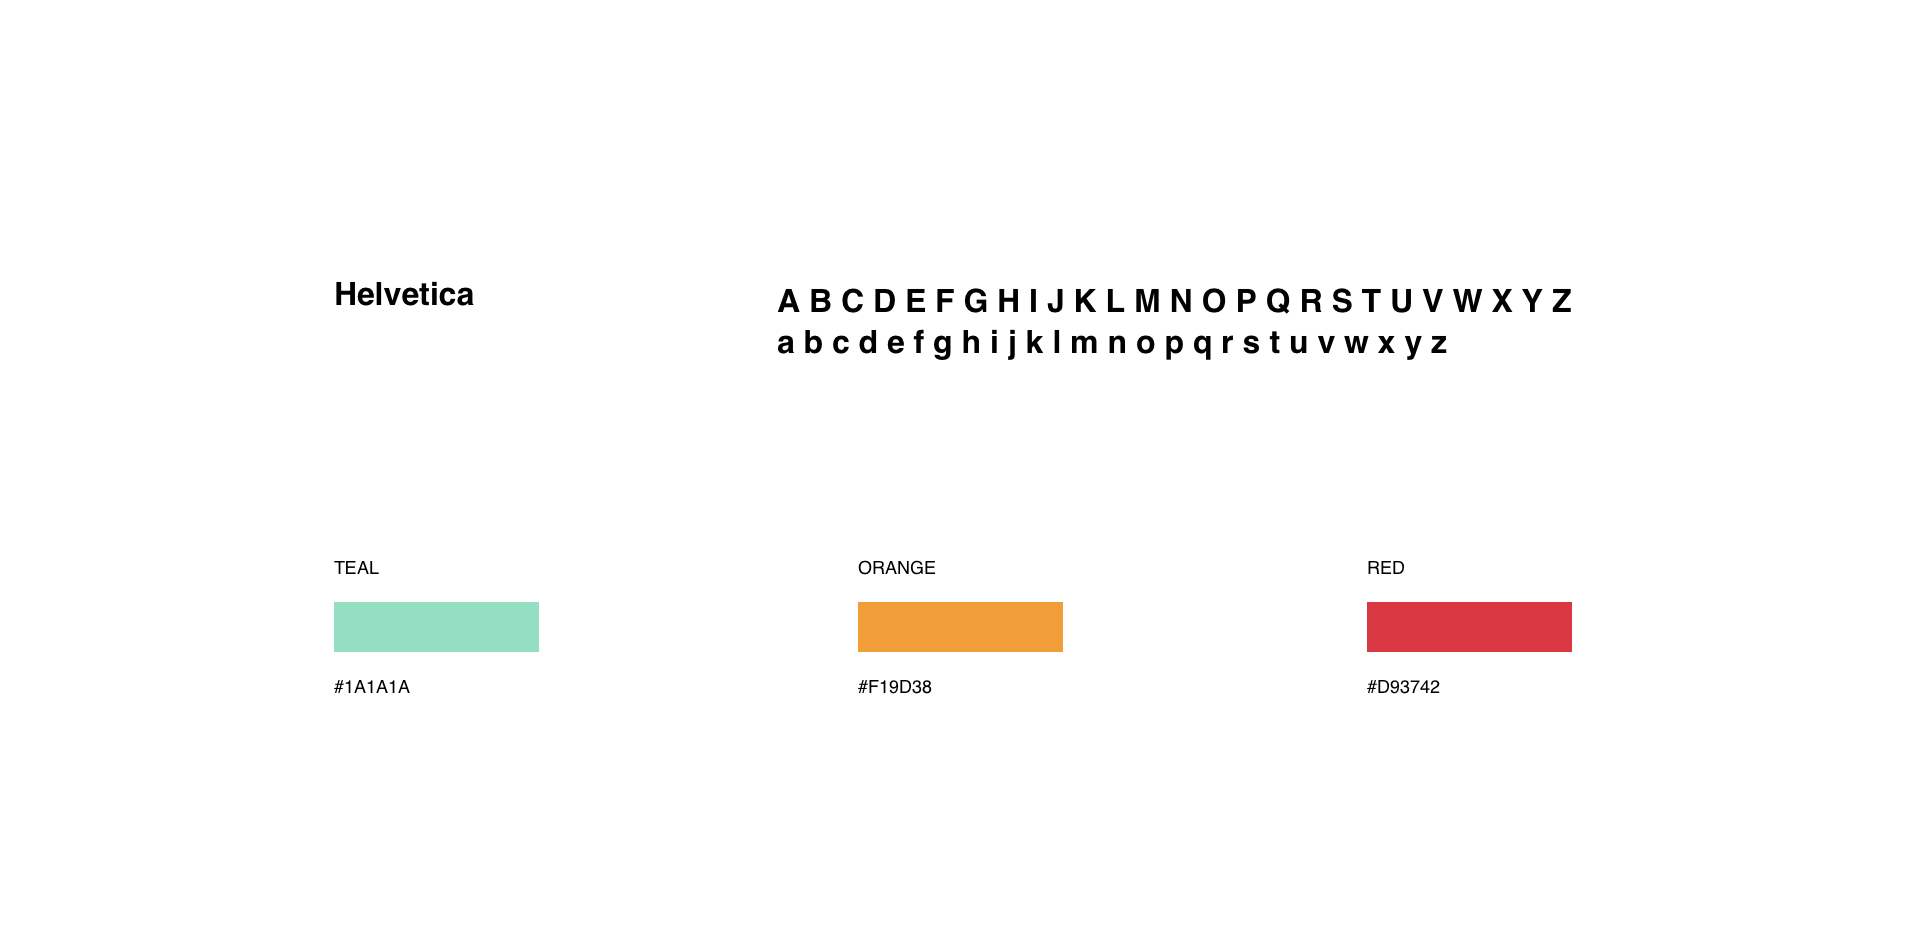 Helvetica
A B C D E F G H I J K L M N O P Q R S T U V W X Y Z
a b c d e f g h i j k l m n o p q r s t u v w x y z
TEAL
ORANGE
RED
#1A1A1A
#F19D38
#D93742